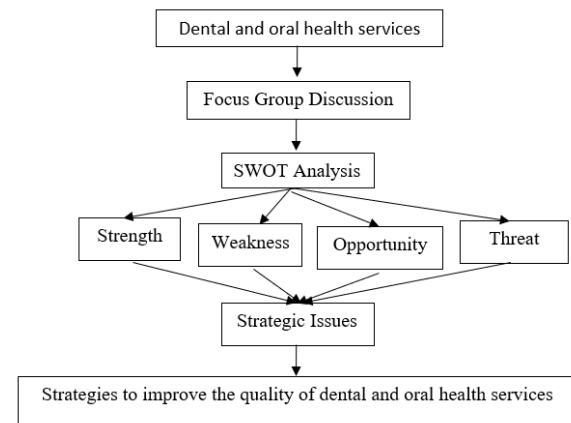 Dental and oral health services
Focus Group Discussion
SWOT Analysis
Strength
Weakness
Opportunity
Threat
Strategic Issues
Strategies to improve the quality of dental and oral health services